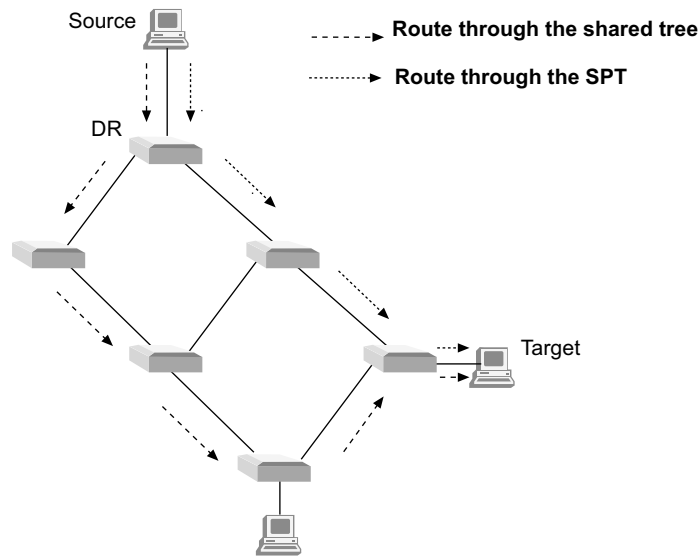 Source
Route through the shared tree
Route through the SPT
DR
Target